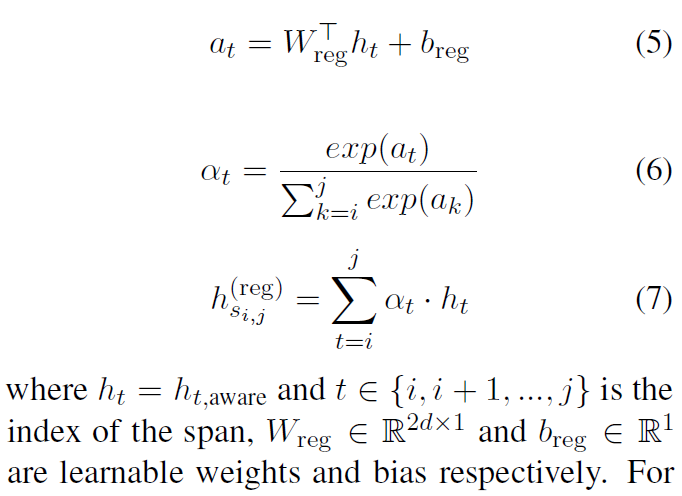 a_t = W_reg^⊤ h_t + b_reg (5)
α_t = exp(a_t) / ∑_{k=i}^{j} exp(a_k) (6)
h_{s_{i,j}}^{(reg)} = ∑_{t=i}^{j} α_t · h_t (7)
where h_t = h_{t,aware} and t ∈ {i, i + 1, ..., j} is the
index of the span, W_reg ∈ ℝ^{2d×1} and b_reg ∈ ℝ^1
are learnable weights and bias respectively. For